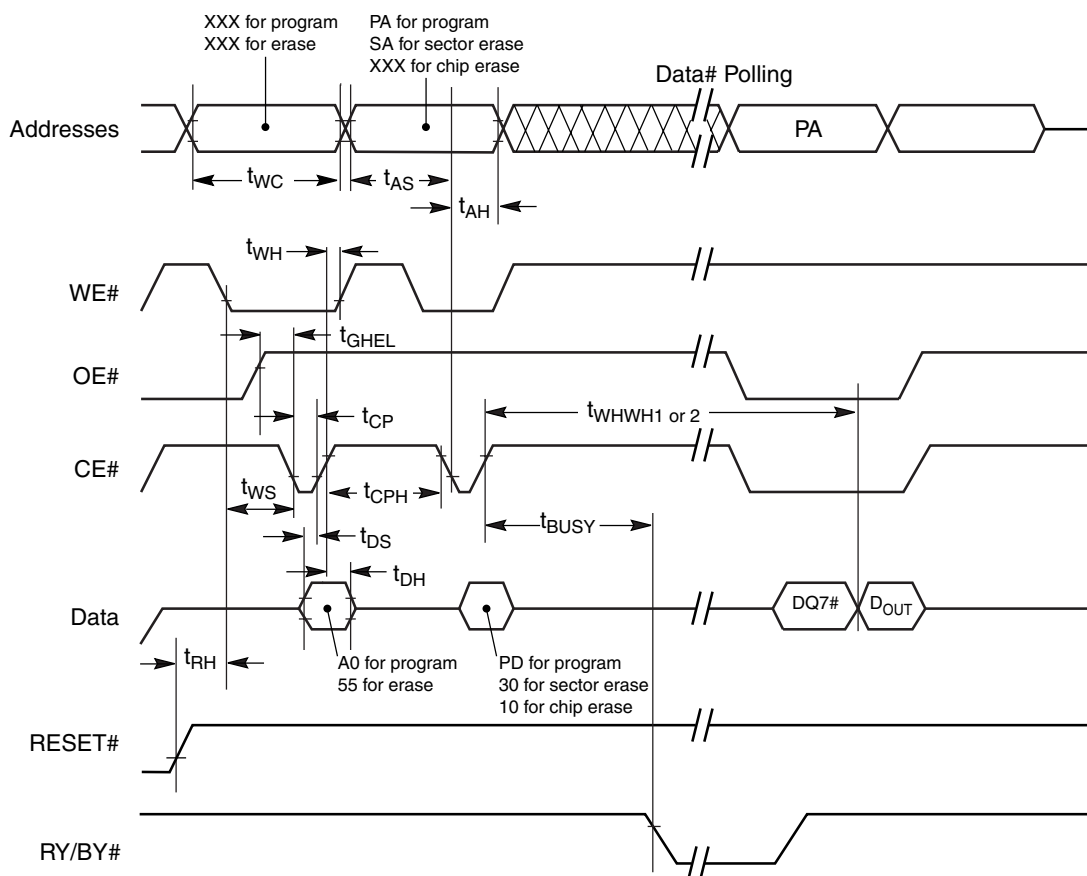 XXX for program
XXX for erase
PA for program
SA for sector erase
XXX for chip erase
Data# Polling
Addresses
PA
tWC
tAS
tAH
tWH
WE#
tGHEL
OE#
tWHWH1 or 2
tCP
CE#
tWS
tCPH
tBUSY
tDS
tDH
Data
DQ7#
DOUT
tRH
A0 for program
55 for erase
PD for program
30 for sector erase
10 for chip erase
RESET#
RY/BY#